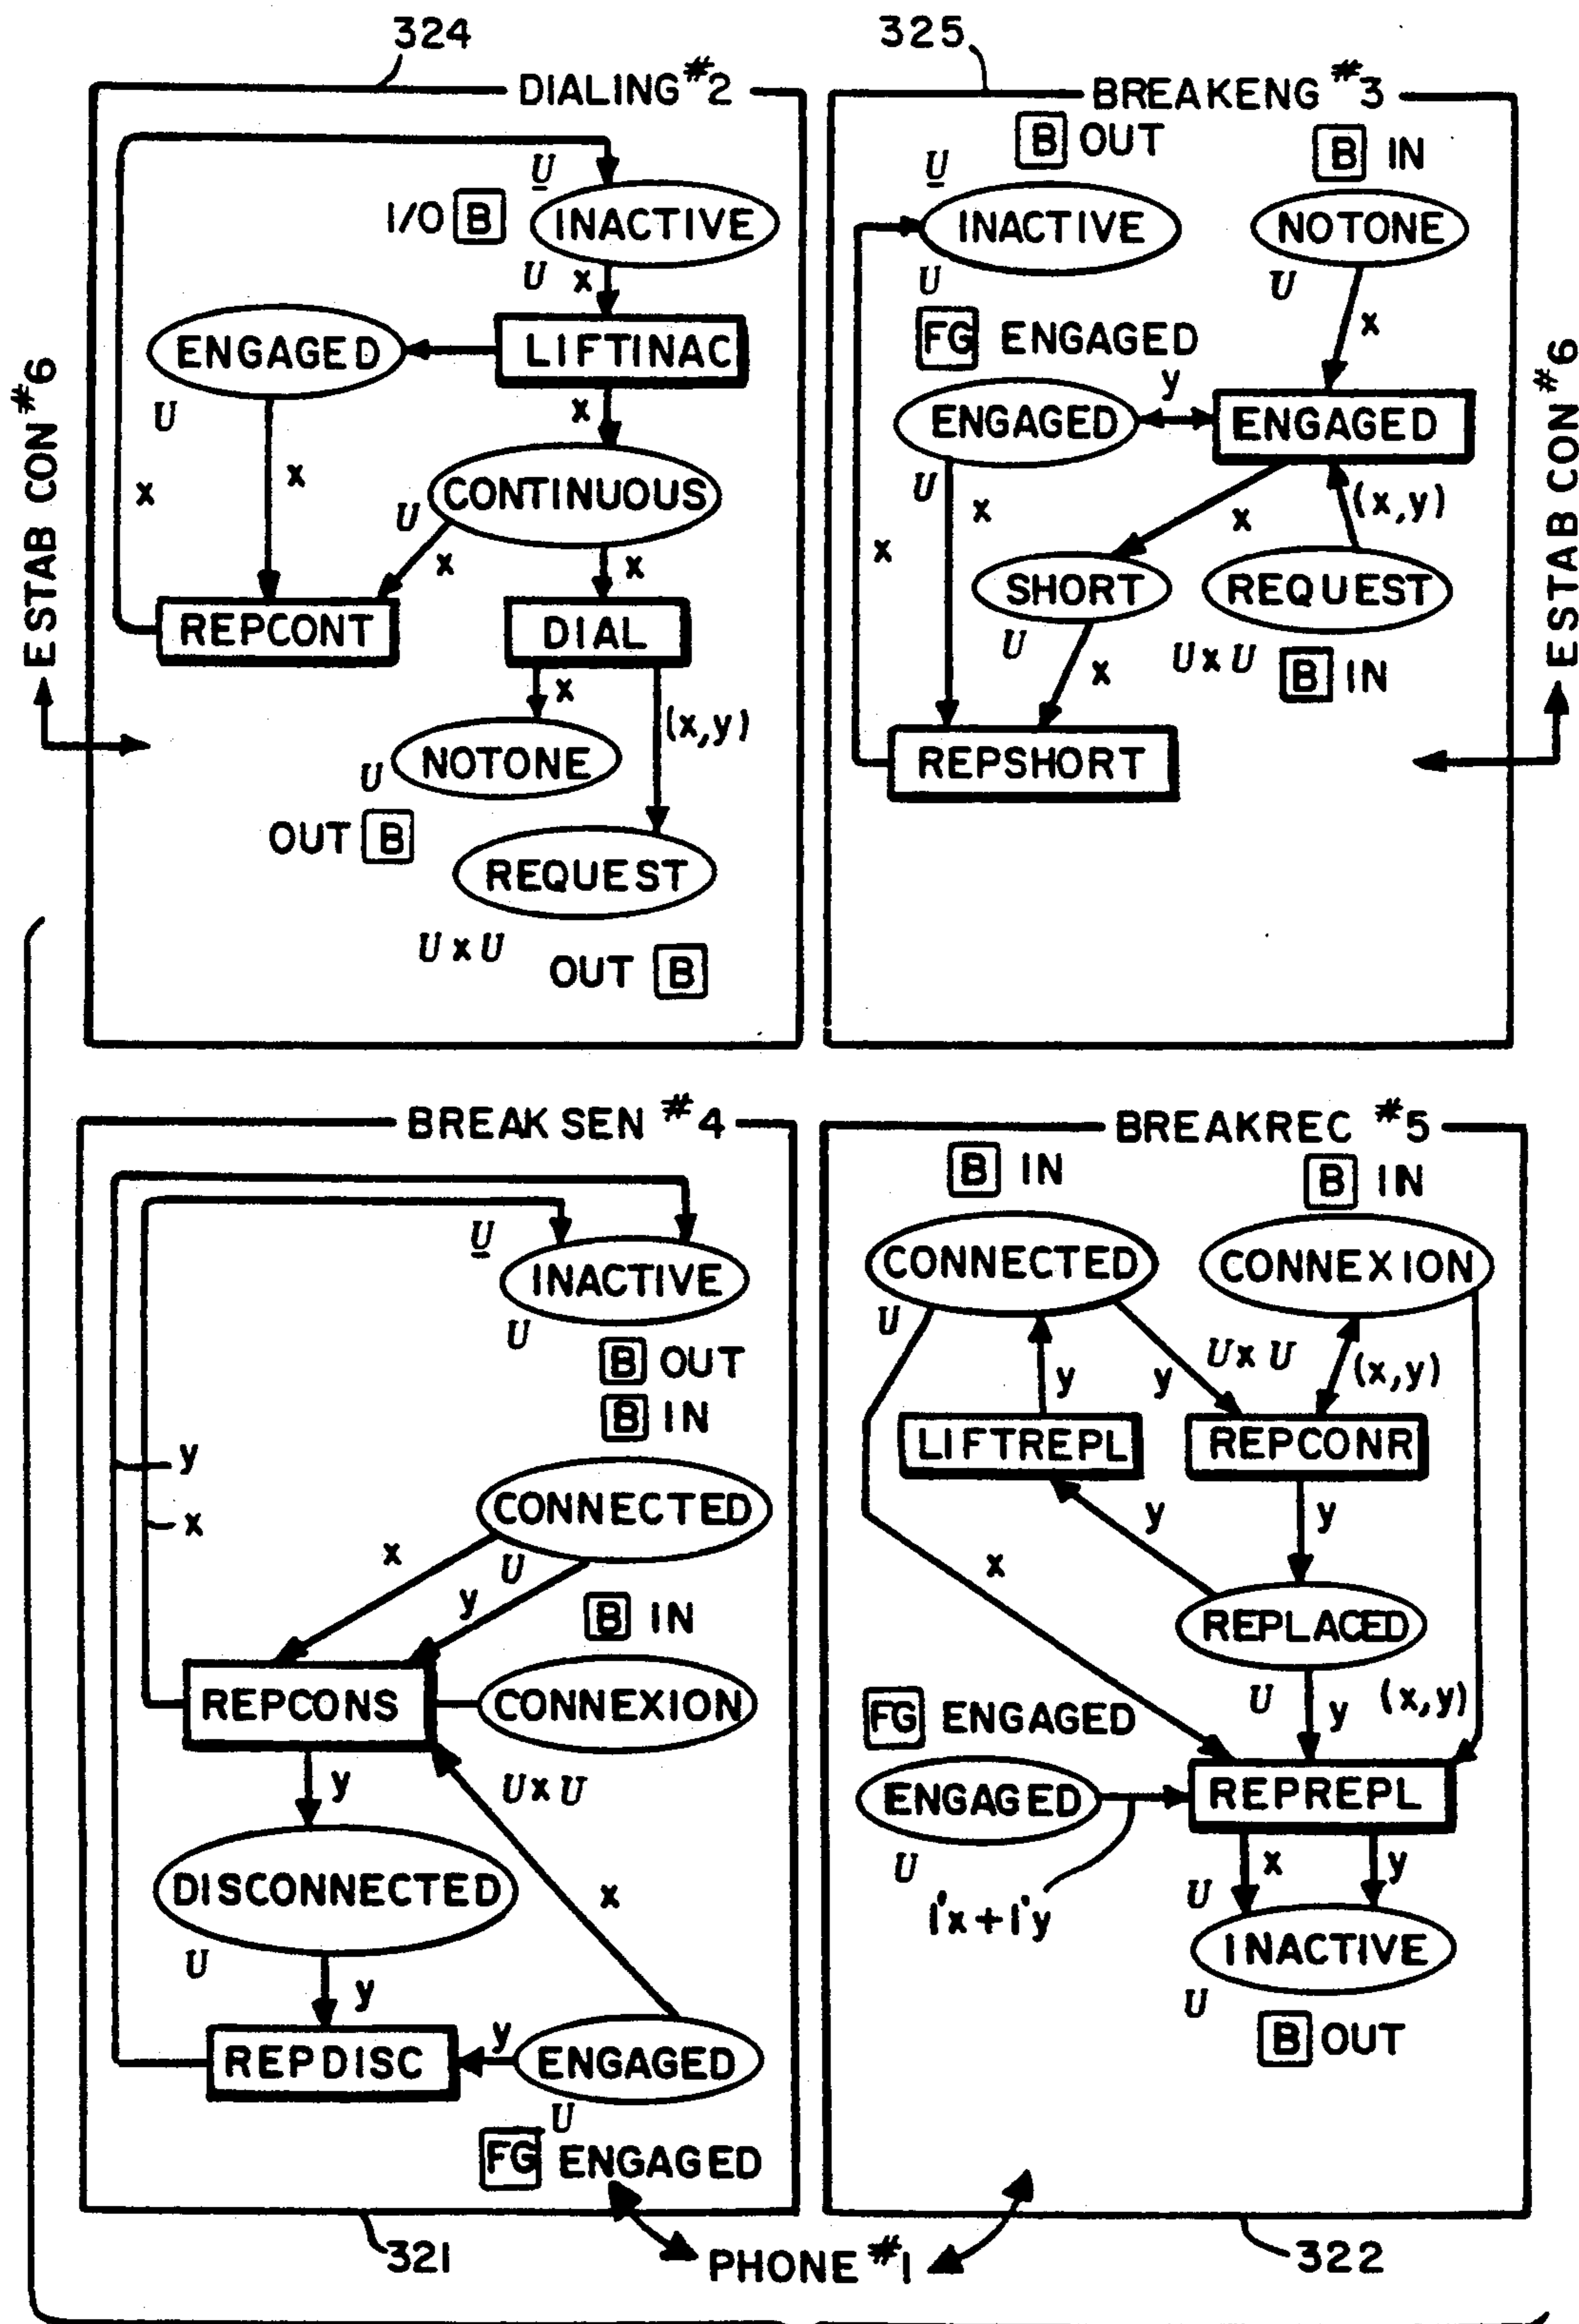 324
325
DIALING #2
BREAKENG #3
U
I/O B INACTIVE
U x
ENGAGED
LIFTINAC
U
x
x
x
CONTINUOUS
U
x
x
REPCONT
DIAL
x
(x,y)
NOTONE
U
OUT B
REQUEST
U x U
OUT B
ESTAB CON #6
B OUT
B IN
U
INACTIVE
NOTONE
U
U
x
FG ENGAGED
y
ENGAGED
ENGAGED
U
x
x
x
(x,y)
SHORT
REQUEST
U
x
U x U
B IN
REPSHORT
ESTAB CON #6
BREAK SEN #4
BREAKREC #5
U
INACTIVE
U
B OUT
B IN
y
x
CONNECTED
x
U
y
B IN
REPCONS
CONNEXION
y
U x U
DISCONNECTED
x
U
y
REPDISC
y
ENGAGED
U
FG ENGAGED
B IN
B IN
CONNECTED
CONNEXION
U
U x U
y
y
(x,y)
LIFTREPL
REPCONR
y
y
x
REPLACED
U
y
(x,y)
FG ENGAGED
ENGAGED
REPREPL
U
1'x+1'y
x
y
U
INACTIVE
U
B OUT
321
PHONE #1
322